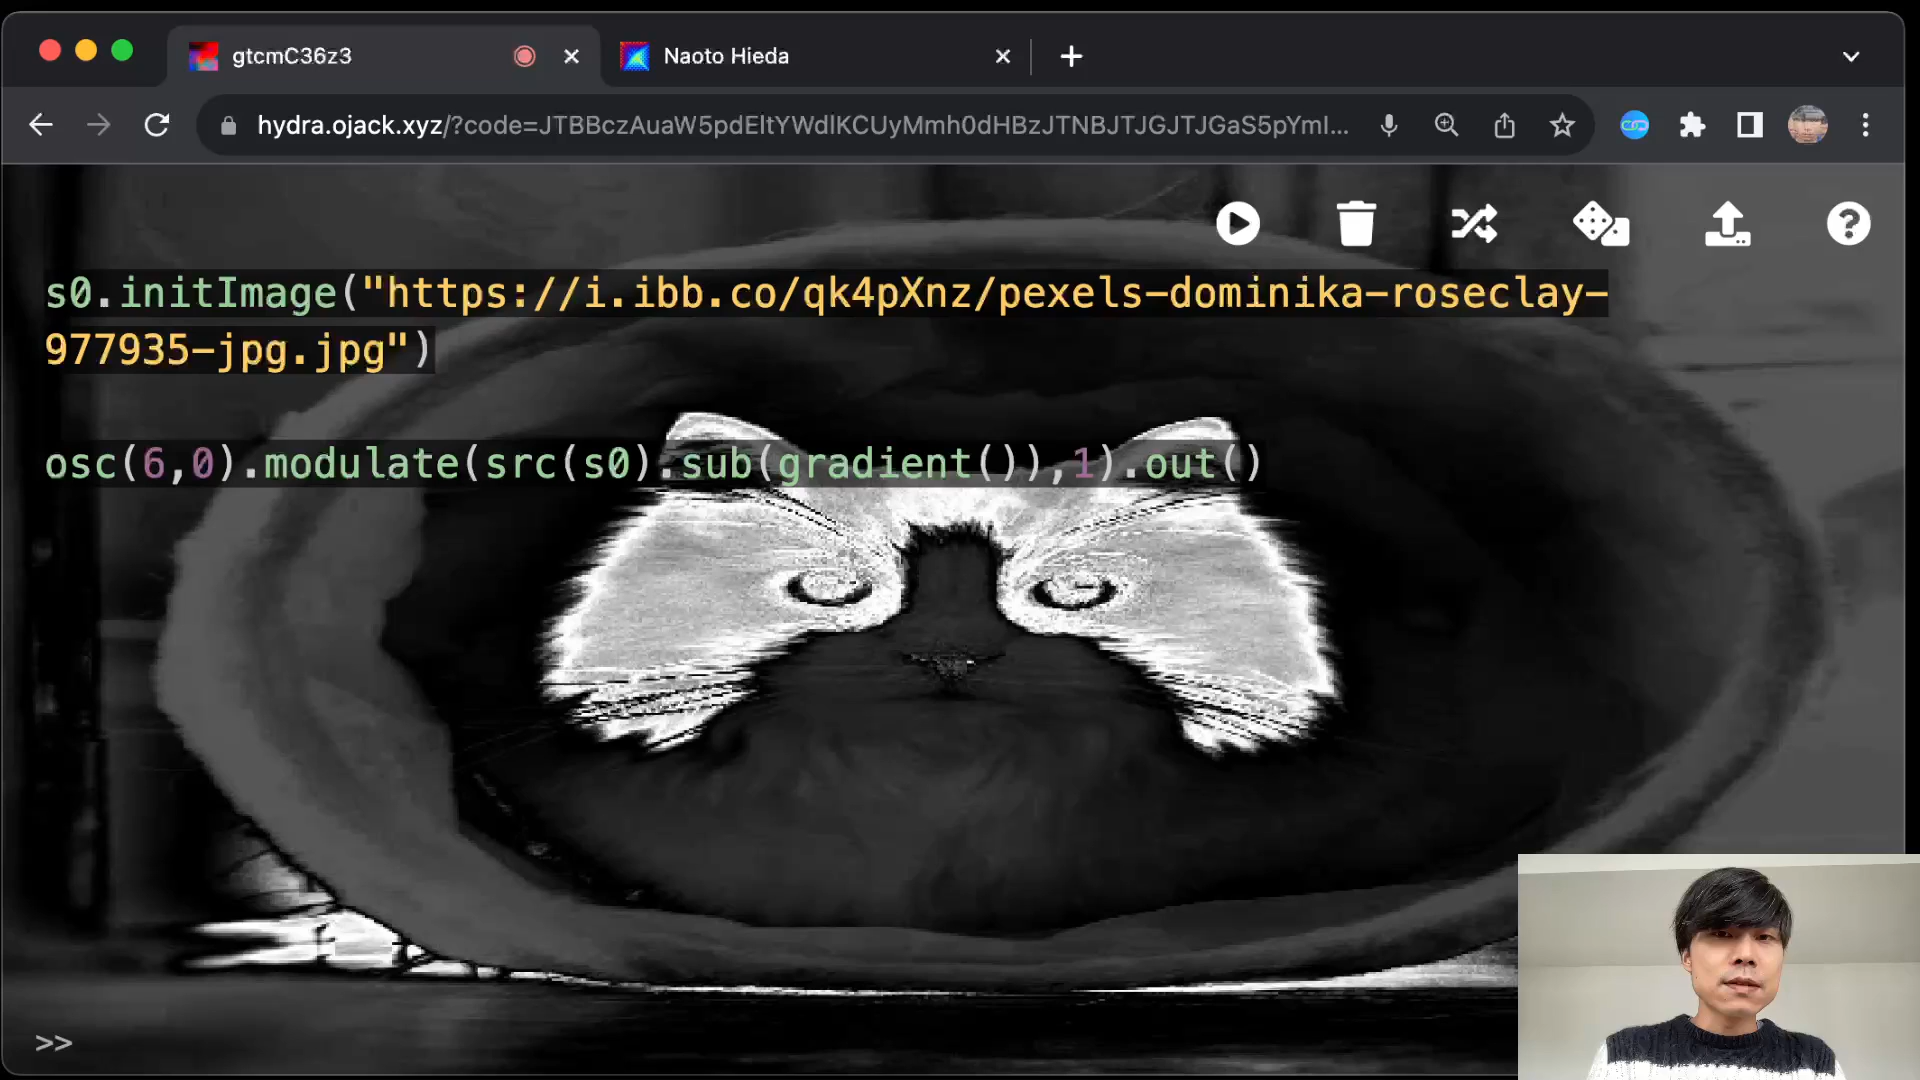 gtcmC36z3
Naoto Hieda
hydra.ojack.xyz/?code=JTBBczAuaW5pdEltYWdlKCUyMmh0dHBzJTNBJTJGJTJGaS5pYmI...
s0.initImage("https://i.ibb.co/qk4pXnz/pexels-dominika-roseclay-
977935-jpg.jpg")
osc(6,0).modulate(src(s0).sub(gradient()),1).out()
>>